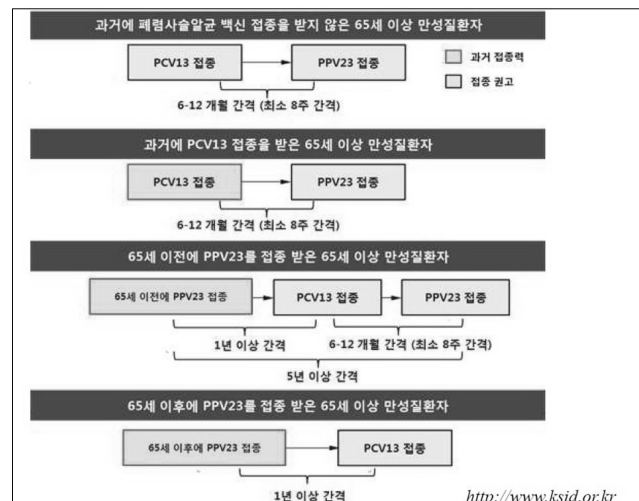 과거에 폐렴사슬알균 백신 접종을 받지 않은 65세 이상 만성질환자
PCV13 접종
PPV23 접종
과거 접종력
접종 권고
6-12 개월 간격 (최소 8주 간격)
과거에 PCV13 접종을 받은 65세 이상 만성질환자
PCV13 접종
PPV23 접종
6-12 개월 간격 (최소 8주 간격)
65세 이전에 PPV23를 접종 받은 65세 이상 만성질환자
65세 이전에 PPV23 접종
PCV13 접종
PPV23 접종
1년 이상 간격
6-12 개월 간격 (최소 8주 간격)
5년 이상 간격
65세 이후에 PPV23를 접종 받은 65세 이상 만성질환자
65세 이후에 PPV23 접종
PCV13 접종
1년 이상 간격
http://www.ksid.or.kr